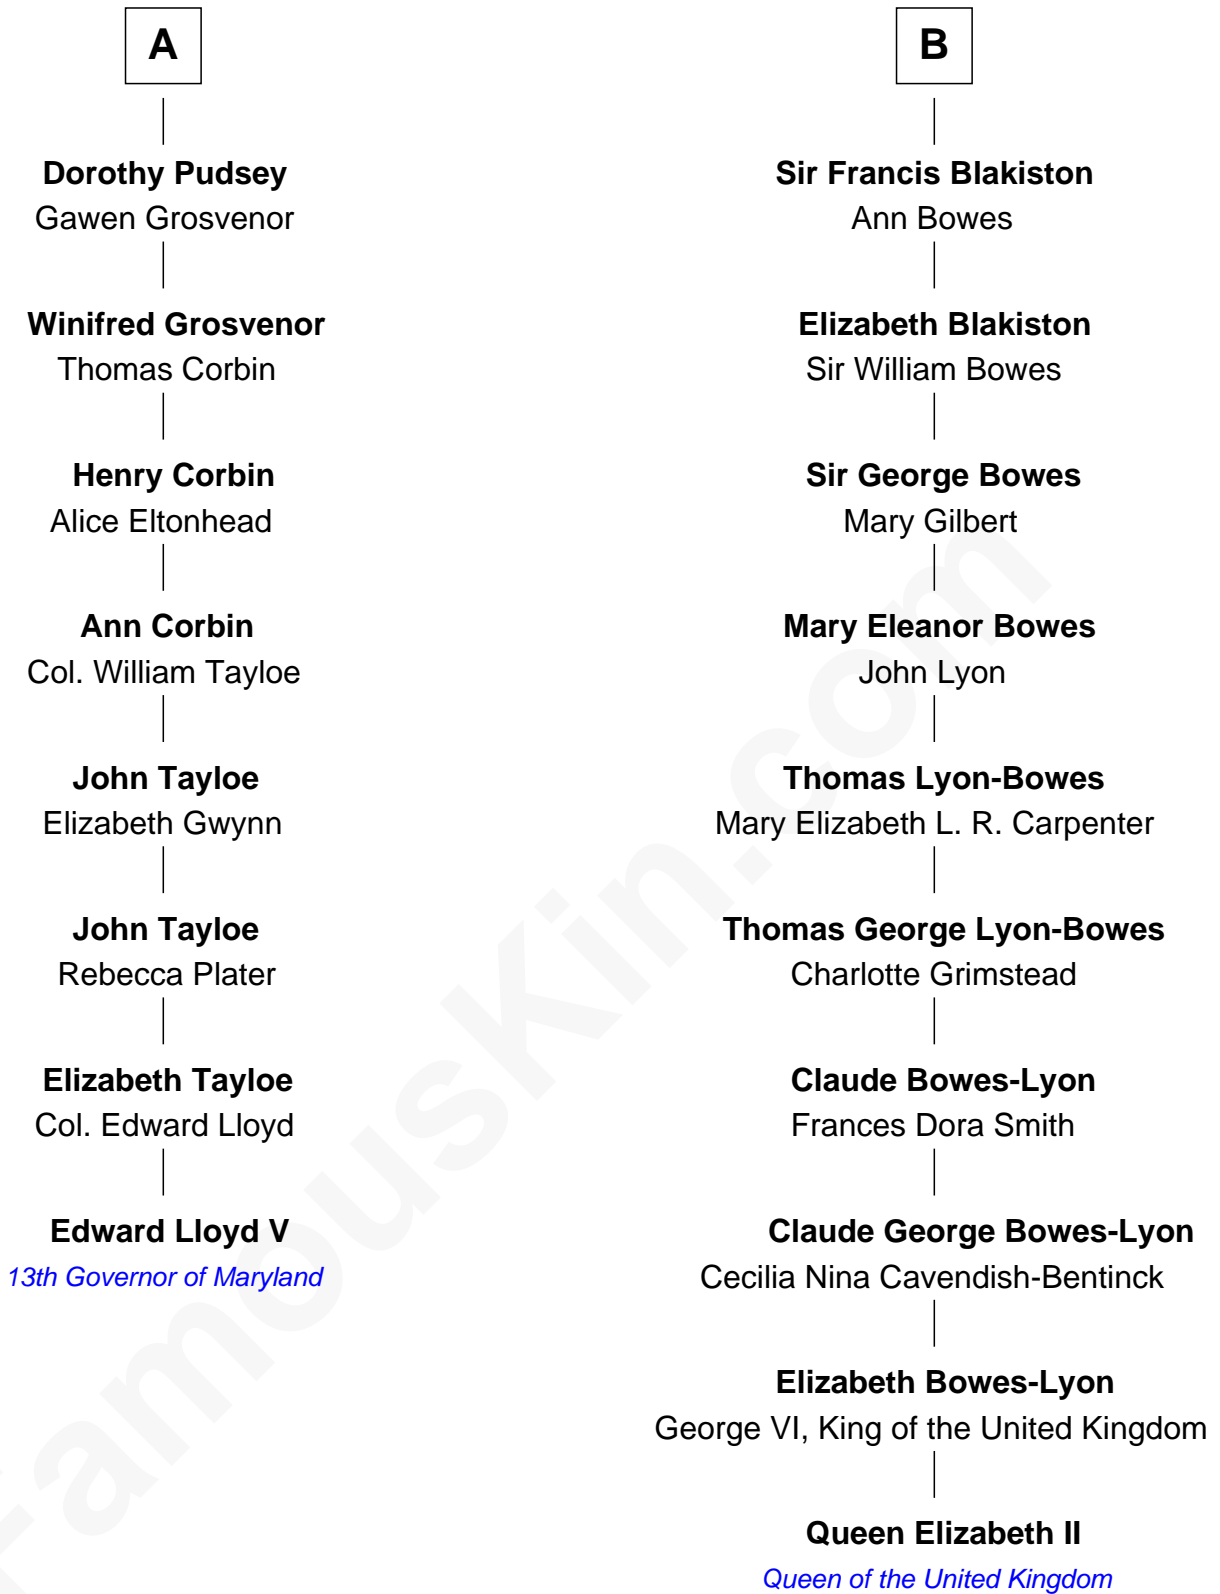 A
Dorothy Pudsey
Gawen Grosvenor
Winifred Grosvenor
Thomas Corbin
Henry Corbin
Alice Eltonhead
Ann Corbin
Col. William Tayloe
John Tayloe
Elizabeth Gwynn
John Tayloe
Rebecca Plater
Elizabeth Tayloe
Col. Edward Lloyd
Edward Lloyd V
13th Governor of Maryland
B
Sir Francis Blakiston
Ann Bowes
Elizabeth Blakiston
Sir William Bowes
Sir George Bowes
Mary Gilbert
Mary Eleanor Bowes
John Lyon
Thomas Lyon-Bowes
Mary Elizabeth L. R. Carpenter
Thomas George Lyon-Bowes
Charlotte Grimstead
Claude Bowes-Lyon
Frances Dora Smith
Claude George Bowes-Lyon
Cecilia Nina Cavendish-Bentinck
Elizabeth Bowes-Lyon
George VI, King of the United Kingdom
Queen Elizabeth II
Queen of the United Kingdom
FamousKin.com